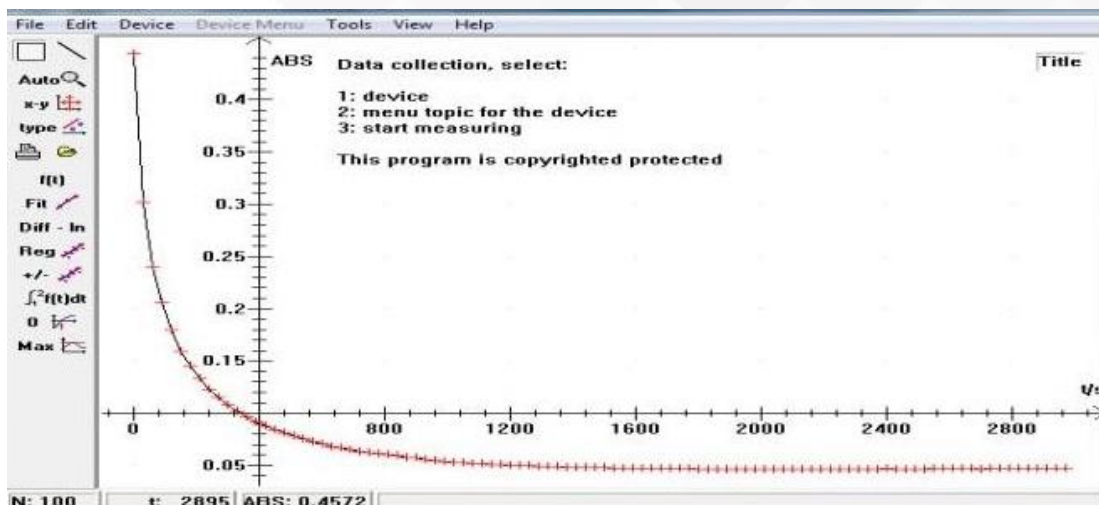 File Edit Device Device Menu Tools View Help
Auto
x-y
type
f(t)
Fit
Diff - In
Reg
+/-
∫₁²f(t)dt
0
Max
ABS
Data collection, select:
Title
1: device
2: menu topic for the device
3: start measuring
This program is copyrighted protected
0.4
0.35
0.3
0.25
0.2
0.15
0.05
t/s
0 800 1200 1600 2000 2400 2800
N: 100 t: 2895 ABS: 0.4572